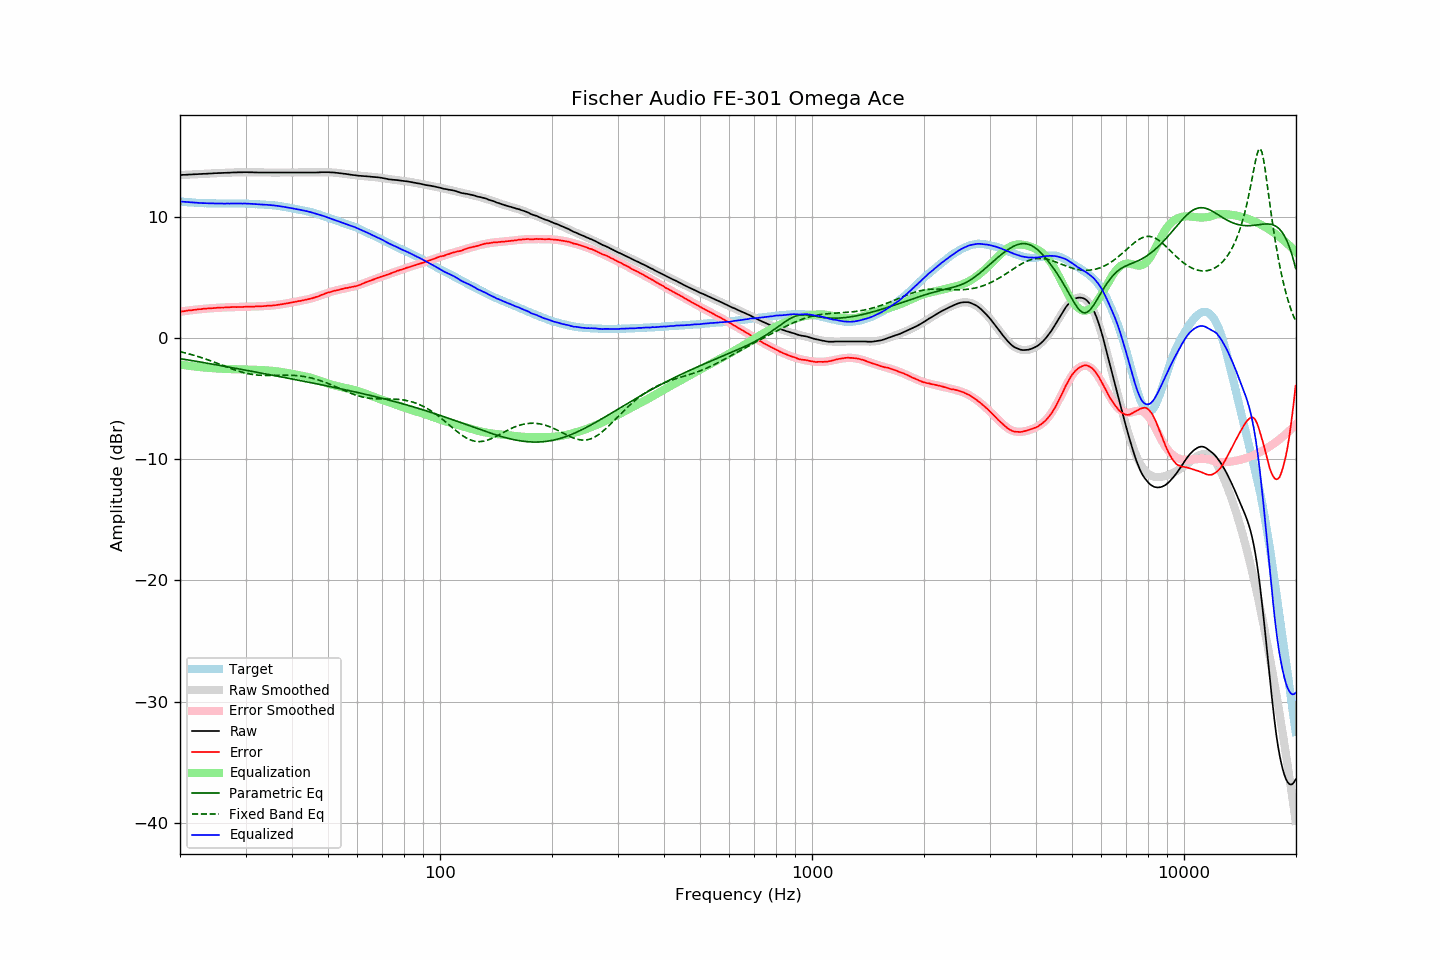 Fischer Audio FE-301 Omega Ace
Amplitude (dBr)
10
0
−10
−20
−30
−40
Target
Raw Smoothed
Error Smoothed
Raw
Error
Equalization
Parametric Eq
Fixed Band Eq
Equalized
100
1000
10000
Frequency (Hz)